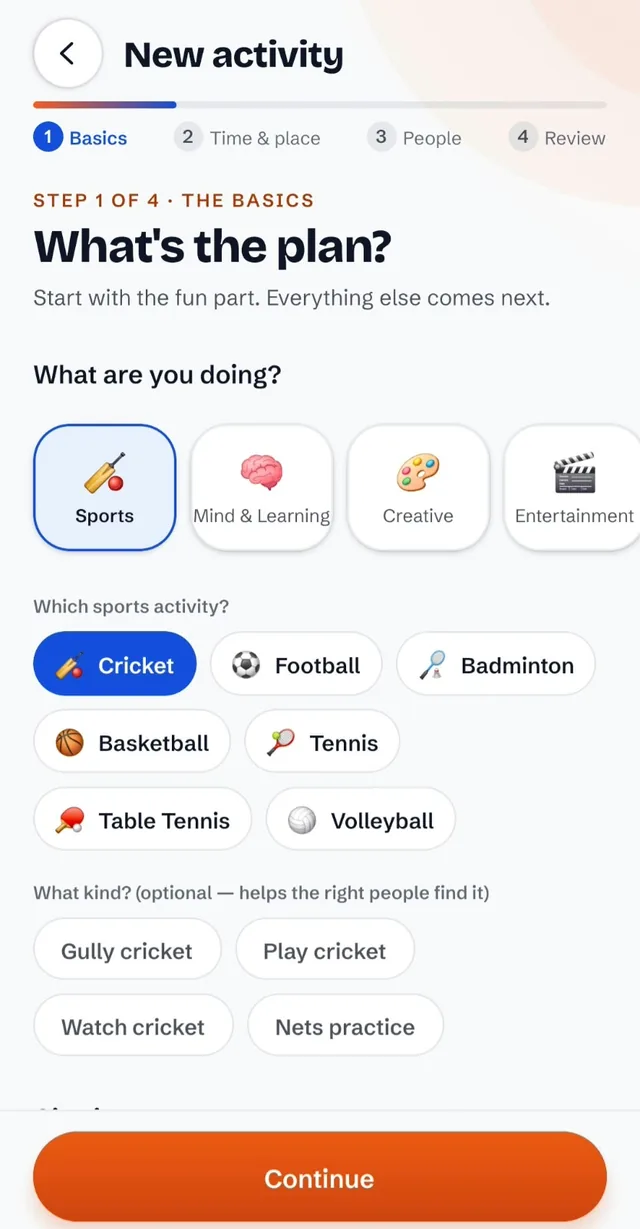 New activity
1 Basics 2 Time & place 3 People 4 Review
STEP 1 OF 4 · THE BASICS
What's the plan?
Start with the fun part. Everything else comes next.
What are you doing?
Sports Mind & Learning Creative Entertainment
Which sports activity?
Cricket Football Badminton
Basketball Tennis
Table Tennis Volleyball
What kind? (optional — helps the right people find it)
Gully cricket Play cricket
Watch cricket Nets practice
Continue